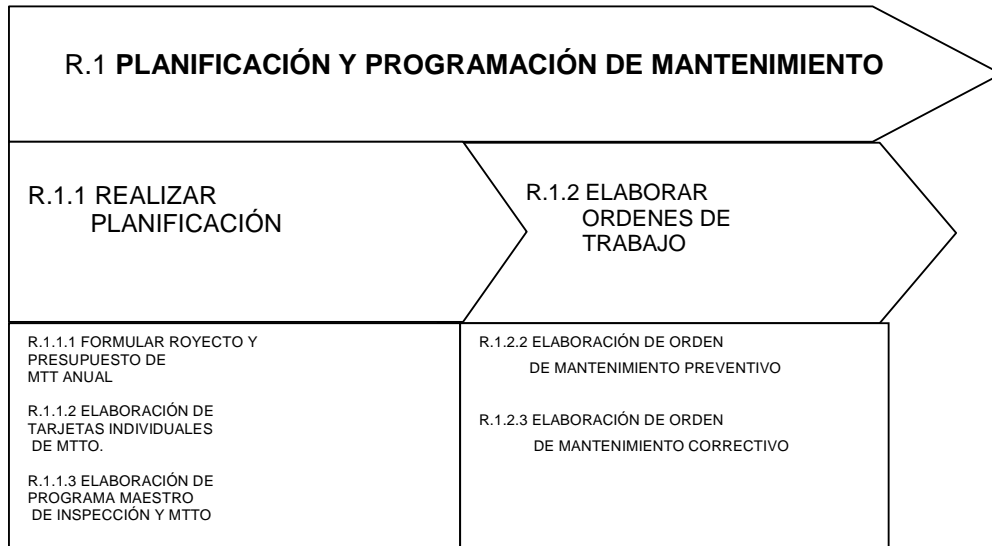 R.1 PLANIFICACIÓN Y PROGRAMACIÓN DE MANTENIMIENTO
R.1.1 REALIZAR
PLANIFICACIÓN
R.1.2 ELABORAR
ORDENES DE
TRABAJO
R.1.1.1 FORMULAR ROYECTO Y
PRESUPUESTO DE
MTT ANUAL
R.1.1.2 ELABORACIÓN DE
TARJETAS INDIVIDUALES
DE MTTO.
R.1.1.3 ELABORACIÓN DE
PROGRAMA MAESTRO
DE INSPECCIÓN Y MTTO
R.1.2.2 ELABORACIÓN DE ORDEN
DE MANTENIMIENTO PREVENTIVO
R.1.2.3 ELABORACIÓN DE ORDEN
DE MANTENIMIENTO CORRECTIVO